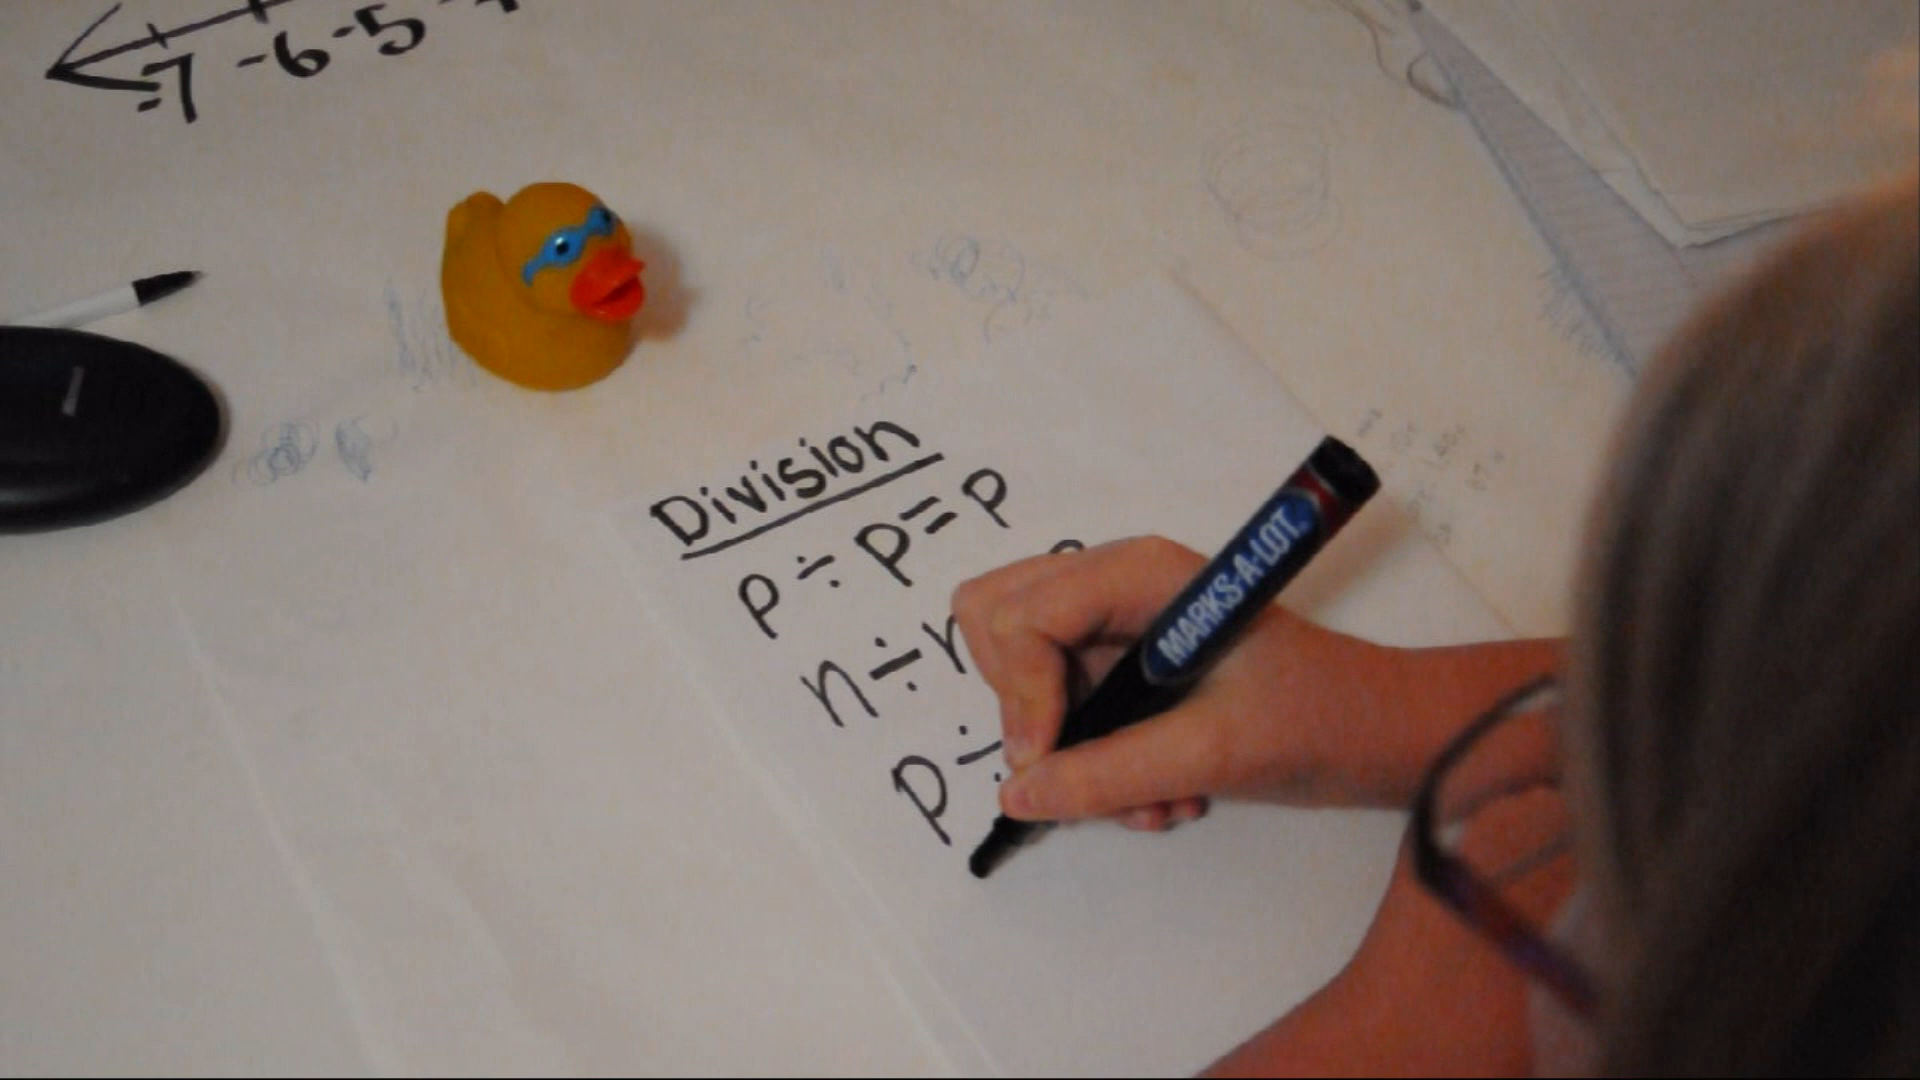 -7 -6 -5
Division
p ÷ p = p
n ÷
p ÷
MARKS-A-LOT